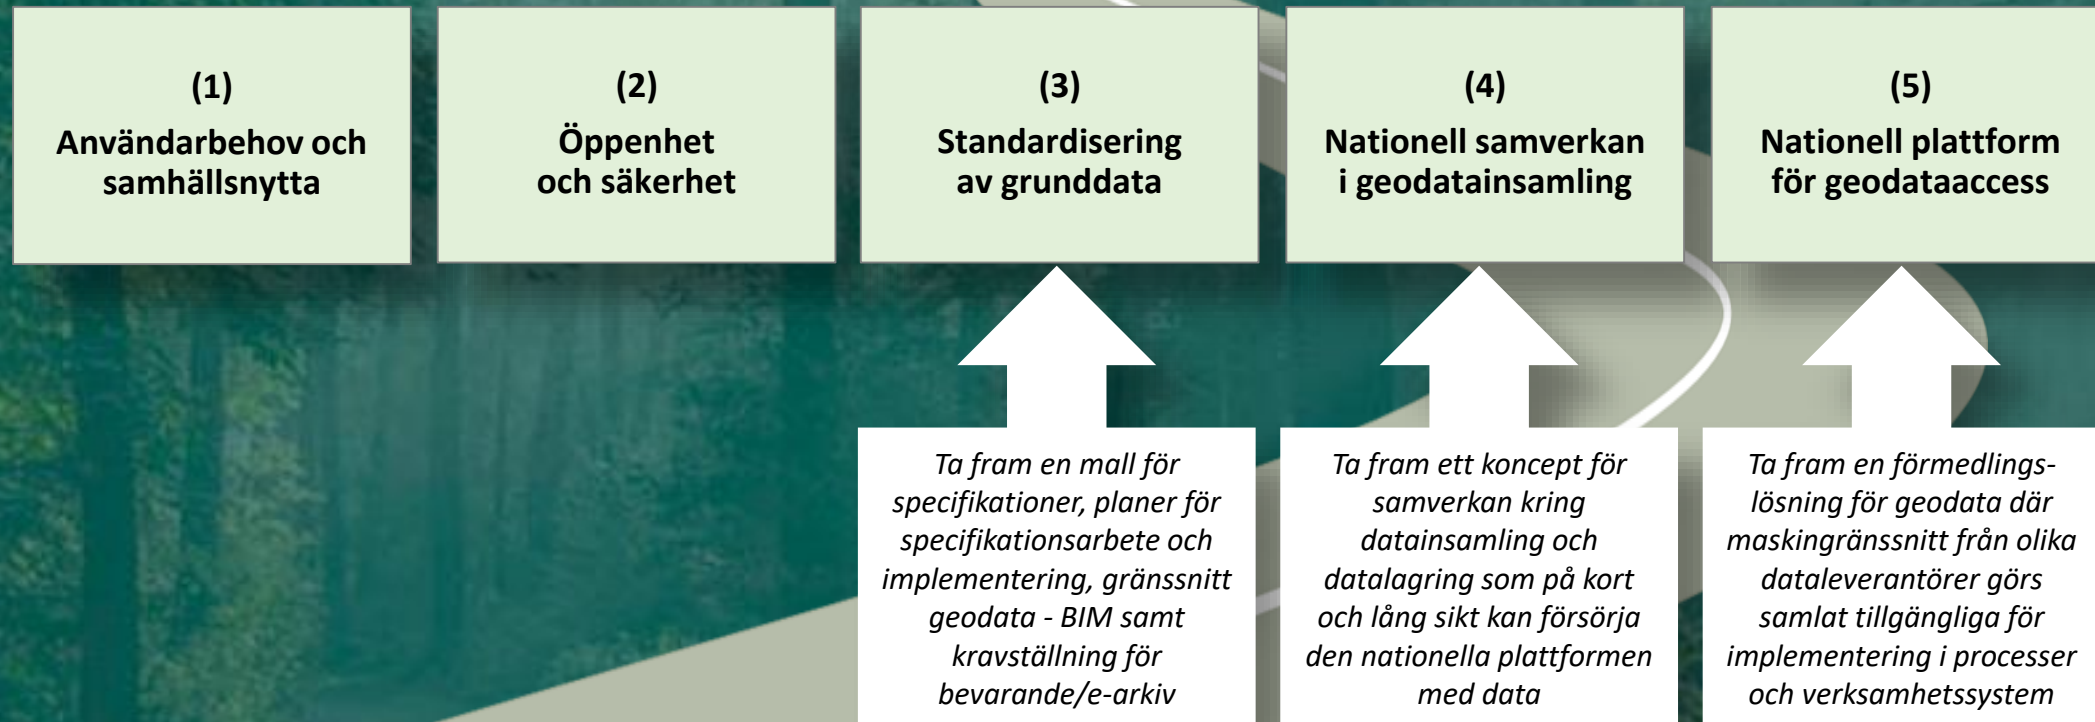 (1)
Användarbehov och
samhällsnytta
(2)
Öppenhet
och säkerhet
(3)
Standardisering
av grunddata
(4)
Nationell samverkan
i geodatainsamling
(5)
Nationell plattform
för geodataaccess
Ta fram en mall för
specifikationer, planer för
specifikationsarbete och
implementering, gränssnitt
geodata - BIM samt
kravställning för
bevarande/e-arkiv
Ta fram ett koncept för
samverkan kring
datainsamling och
datalagring som på kort
och lång sikt kan försörja
den nationella plattformen
med data
Ta fram en förmedlings-
lösning för geodata där
maskingränssnitt från olika
dataleverantörer görs
samlat tillgängliga för
implementering i processer
och verksamhetssystem